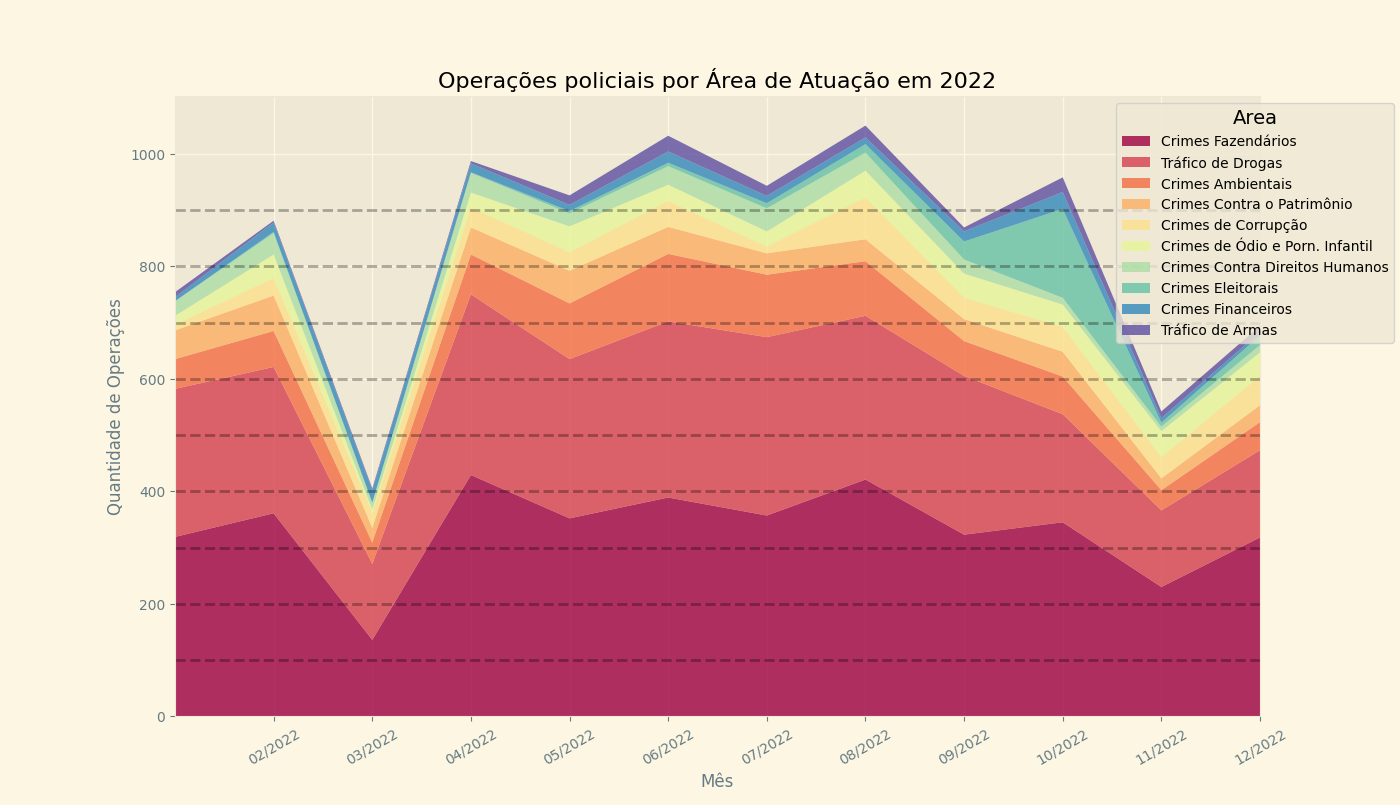 Operações policiais por Área de Atuação em 2022
Quantidade de Operações
1000
800
600
400
200
0
02/2022
03/2022
04/2022
05/2022
06/2022
07/2022
08/2022
09/2022
10/2022
11/2022
12/2022
Mês
Area
Crimes Fazendários
Tráfico de Drogas
Crimes Ambientais
Crimes Contra o Patrimônio
Crimes de Corrupção
Crimes de Ódio e Porn. Infantil
Crimes Contra Direitos Humanos
Crimes Eleitorais
Crimes Financeiros
Tráfico de Armas